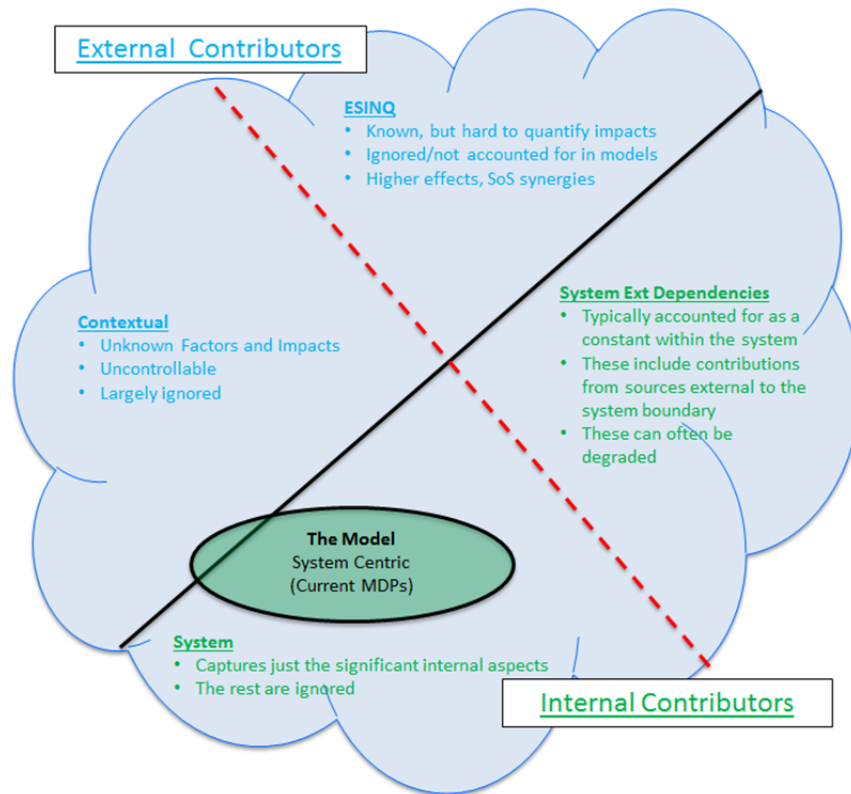 External Contributors
ESINQ
• Known, but hard to quantify impacts
• Ignored/not accounted for in models
• Higher effects, SoS synergies
System Ext Dependencies
• Typically accounted for as a
constant within the system
• These include contributions
from sources external to the
system boundary
• These can often be
degraded
Contextual
• Unknown Factors and Impacts
• Uncontrollable
• Largely ignored
The Model
System Centric
(Current MDPs)
System
• Captures just the significant internal aspects
• The rest are ignored
Internal Contributors